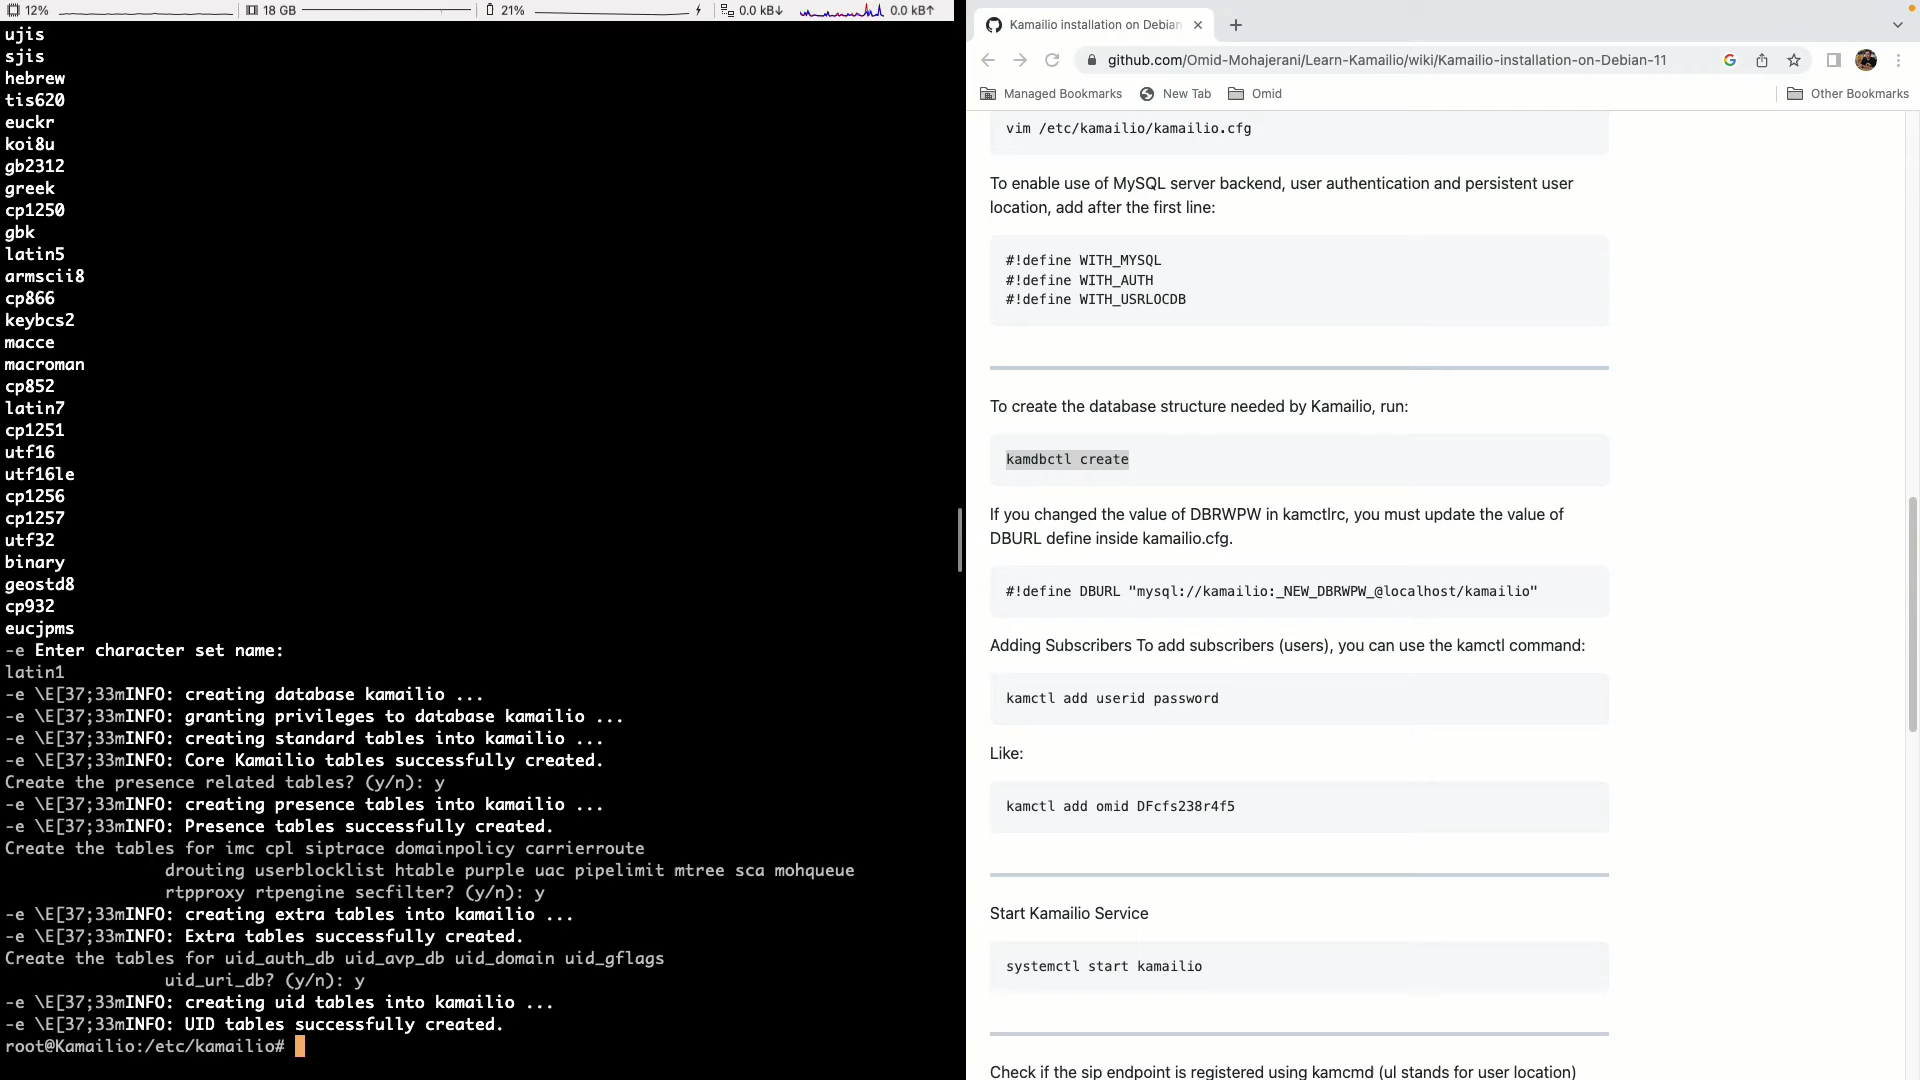 12%
18 GB
21%
0.0 kB↓
0.0 kB↑
ujis
sjis
hebrew
tis620
euckr
koi8u
gb2312
greek
cp1250
gbk
latin5
armscii8
cp866
keybcs2
macce
macroman
cp852
latin7
cp1251
utf16
utf16le
cp1256
cp1257
utf32
binary
geostd8
cp932
eucjpms
-e Enter character set name:
latin1
-e \E[37;33mINFO: creating database kamailio ...
-e \E[37;33mINFO: granting privileges to database kamailio ...
-e \E[37;33mINFO: creating standard tables into kamailio ...
-e \E[37;33mINFO: Core Kamailio tables successfully created.
Create the presence related tables? (y/n): y
-e \E[37;33mINFO: creating presence tables into kamailio ...
-e \E[37;33mINFO: Presence tables successfully created.
Create the tables for imc cpl siptrace domainpolicy carrierroute
drouting userblocklist htable purple uac pipelimit mtree sca mohqueue
rtpproxy rtpengine secfilter? (y/n): y
-e \E[37;33mINFO: creating extra tables into kamailio ...
-e \E[37;33mINFO: Extra tables successfully created.
Create the tables for uid_auth_db uid_avp_db uid_domain uid_gflags
uid_uri_db? (y/n): y
-e \E[37;33mINFO: creating uid tables into kamailio ...
-e \E[37;33mINFO: UID tables successfully created.
root@Kamailio:/etc/kamailio#
Kamailio installation on Debian
github.com/Omid-Mohajerani/Learn-Kamailio/wiki/Kamailio-installation-on-Debian-11
Managed Bookmarks
New Tab
Omid
Other Bookmarks
vim /etc/kamailio/kamailio.cfg
To enable use of MySQL server backend, user authentication and persistent user
location, add after the first line:
#!define WITH_MYSQL
#!define WITH_AUTH
#!define WITH_USRLOCDB
To create the database structure needed by Kamailio, run:
kamdbctl create
If you changed the value of DBRWPW in kamctlrc, you must update the value of
DBURL define inside kamailio.cfg.
#!define DBURL "mysql://kamailio:_NEW_DBRWPW_@localhost/kamailio"
Adding Subscribers To add subscribers (users), you can use the kamctl command:
kamctl add userid password
Like:
kamctl add omid DFcfs238r4f5
Start Kamailio Service
systemctl start kamailio
Check if the sip endpoint is registered using kamcmd (ul stands for user location)